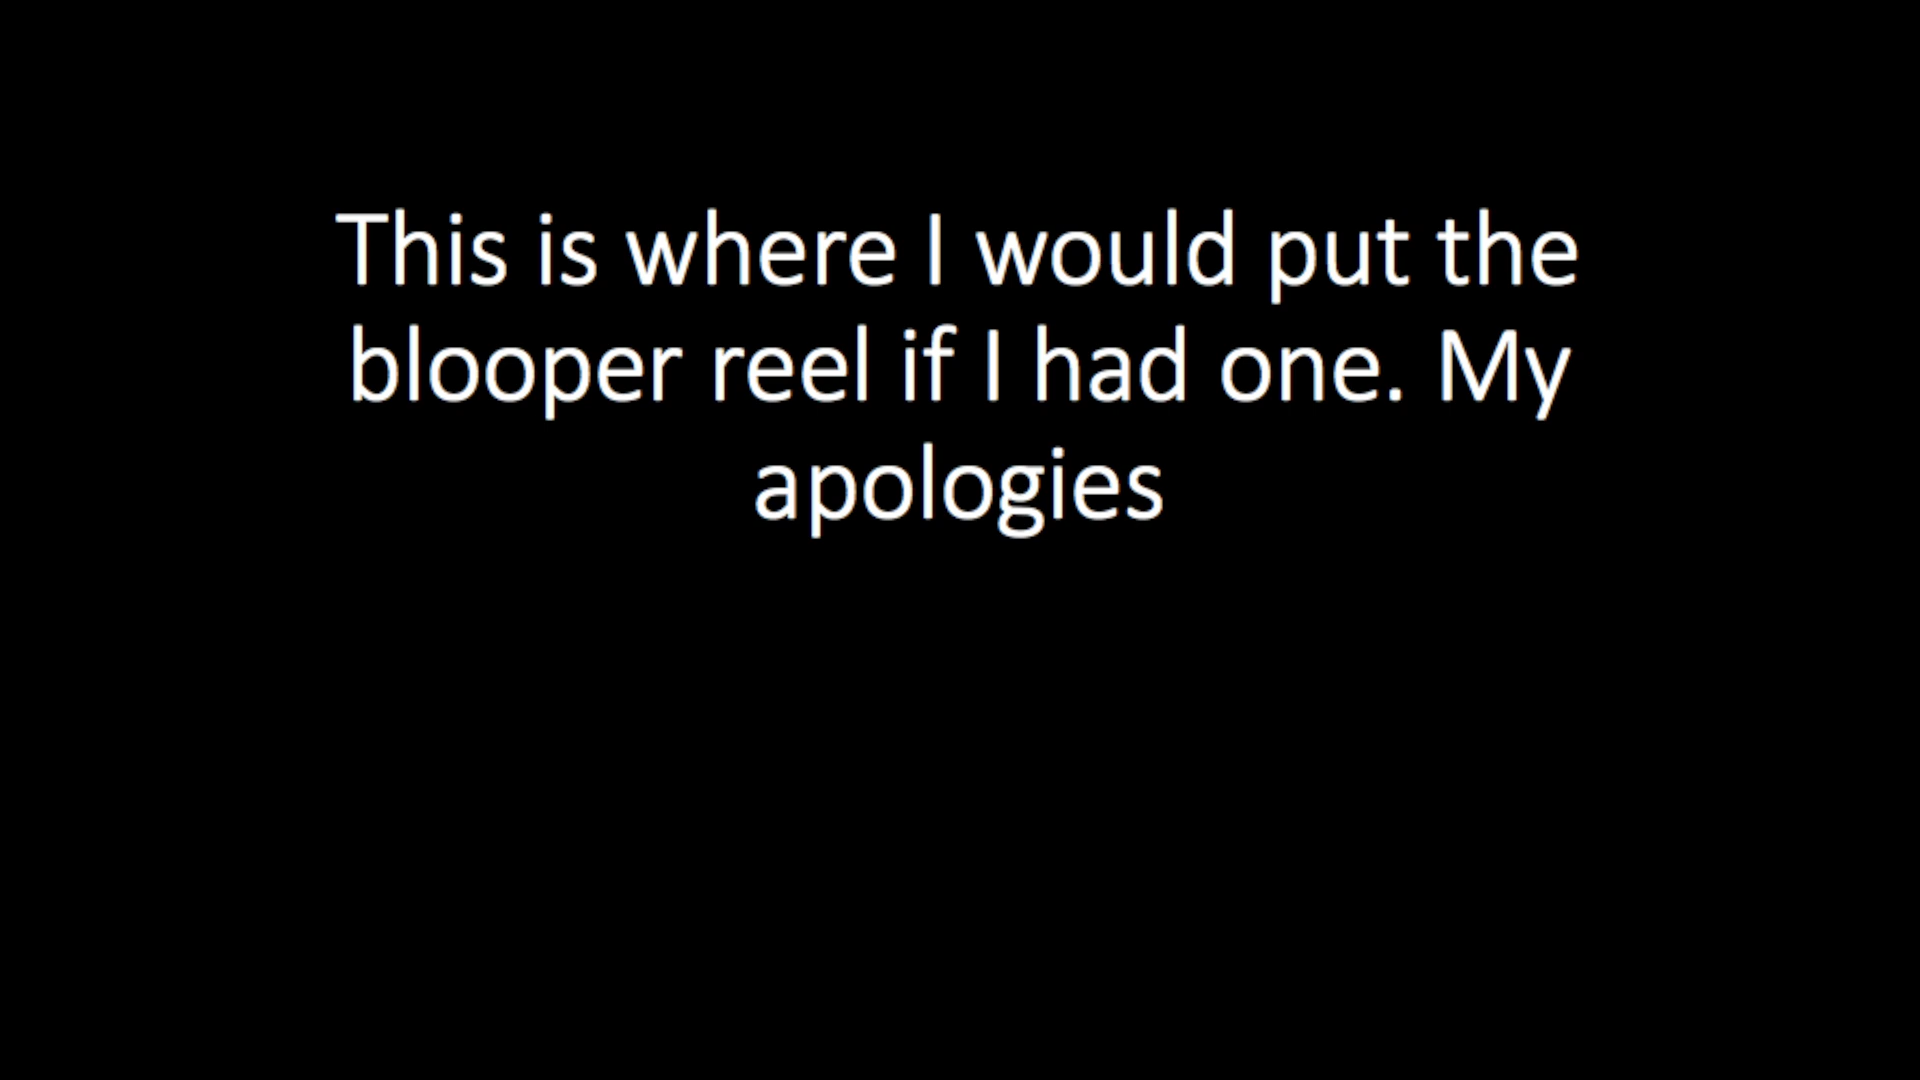 This is where I would put the
blooper reel if I had one. My
apologies